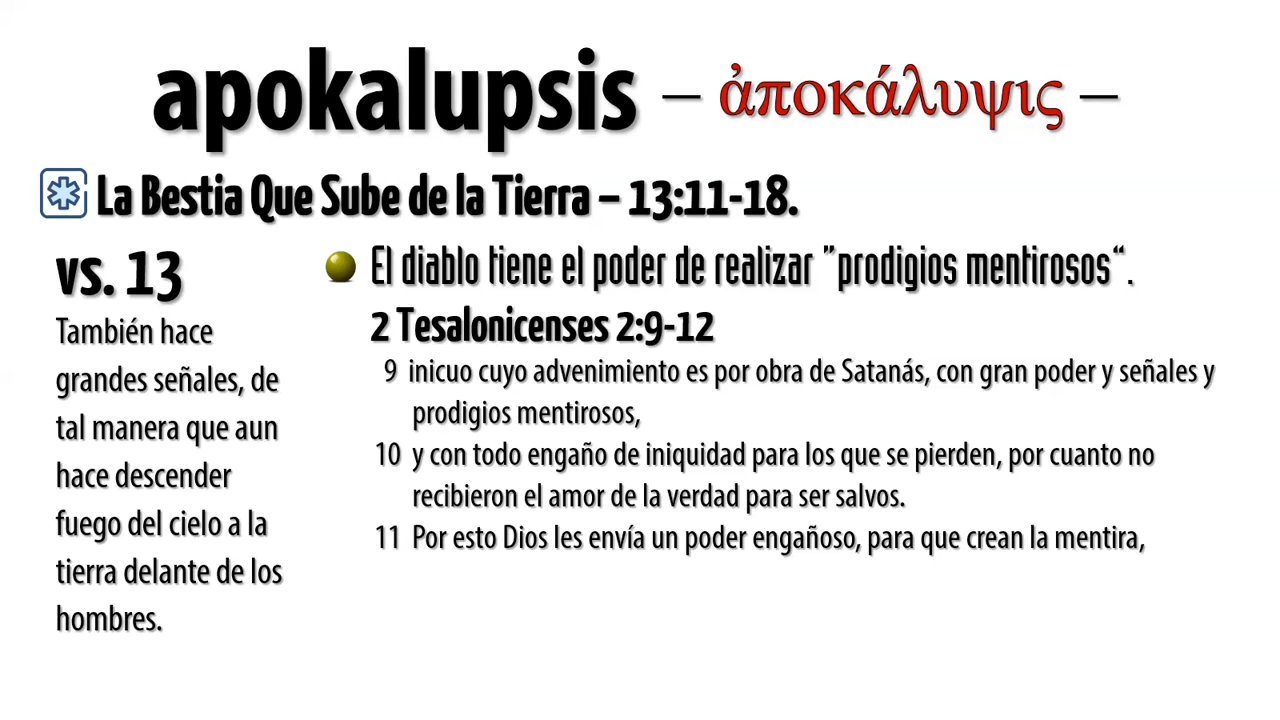 apokalupsis – ἀποκάλυψις –
La Bestia Que Sube de la Tierra – 13:11-18.
vs. 13
También hace
grandes señales, de
tal manera que aun
hace descender
fuego del cielo a la
tierra delante de los
hombres.
El diablo tiene el poder de realizar ”prodigios mentirosos“.
2 Tesalonicenses 2:9-12
9 inicuo cuyo advenimiento es por obra de Satanás, con gran poder y señales y
prodigios mentirosos,
10 y con todo engaño de iniquidad para los que se pierden, por cuanto no
recibieron el amor de la verdad para ser salvos.
11 Por esto Dios les envía un poder engañoso, para que crean la mentira,